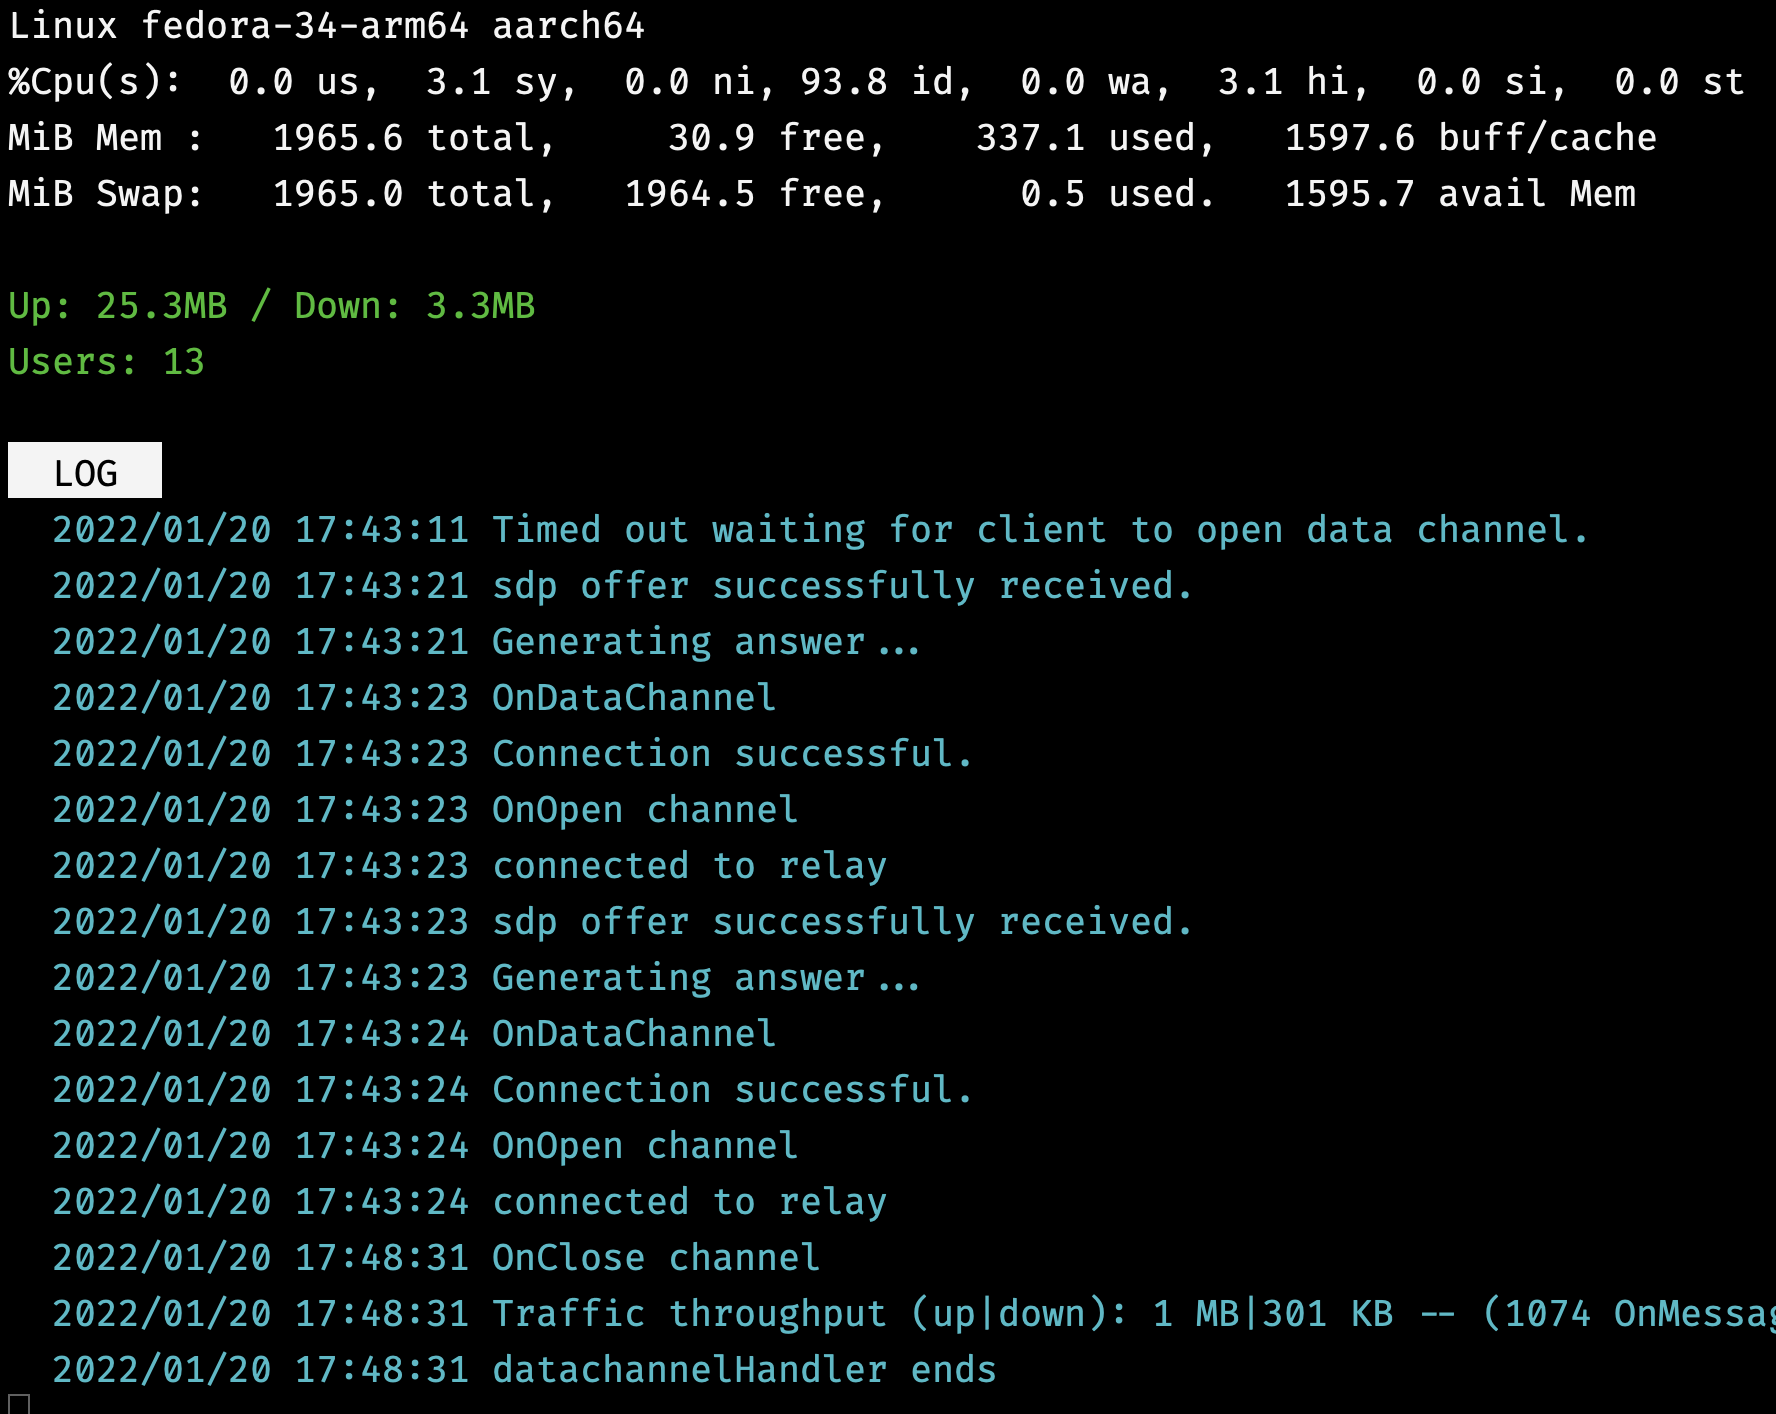 Linux fedora-34-arm64 aarch64
%Cpu(s):  0.0 us,  3.1 sy,  0.0 ni, 93.8 id,  0.0 wa,  3.1 hi,  0.0 si,  0.0 st
MiB Mem :   1965.6 total,     30.9 free,    337.1 used,   1597.6 buff/cache
MiB Swap:   1965.0 total,   1964.5 free,      0.5 used.   1595.7 avail Mem
Up: 25.3MB / Down: 3.3MB
Users: 13
LOG
2022/01/20 17:43:11 Timed out waiting for client to open data channel.
2022/01/20 17:43:21 sdp offer successfully received.
2022/01/20 17:43:21 Generating answer...
2022/01/20 17:43:23 OnDataChannel
2022/01/20 17:43:23 Connection successful.
2022/01/20 17:43:23 OnOpen channel
2022/01/20 17:43:23 connected to relay
2022/01/20 17:43:23 sdp offer successfully received.
2022/01/20 17:43:23 Generating answer...
2022/01/20 17:43:24 OnDataChannel
2022/01/20 17:43:24 Connection successful.
2022/01/20 17:43:24 OnOpen channel
2022/01/20 17:43:24 connected to relay
2022/01/20 17:48:31 OnClose channel
2022/01/20 17:48:31 Traffic throughput (up|down): 1 MB|301 KB -- (1074 OnMessag
2022/01/20 17:48:31 datachannelHandler ends